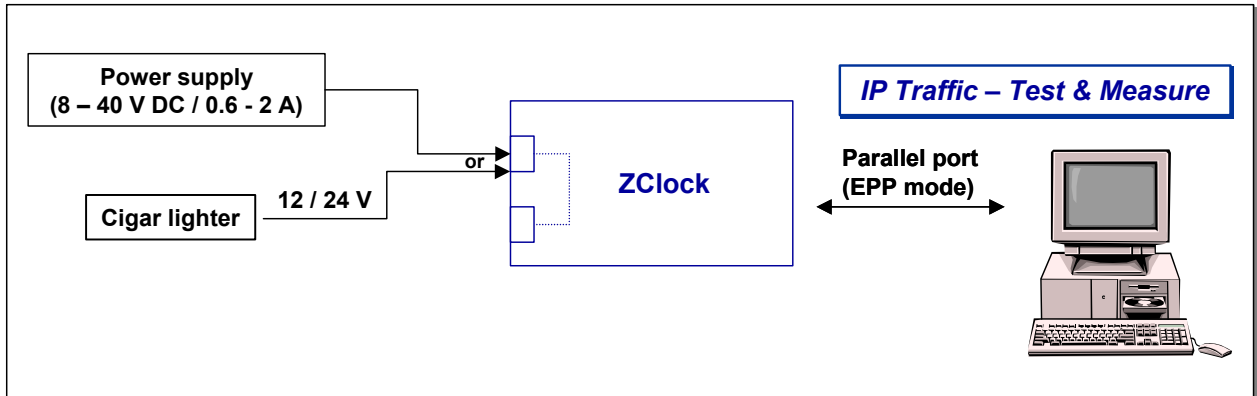 Power supply
(8 – 40 V DC / 0.6 - 2 A)
IP Traffic – Test & Measure
or
ZClock
Parallel port
(EPP mode)
12 / 24 V
Cigar lighter